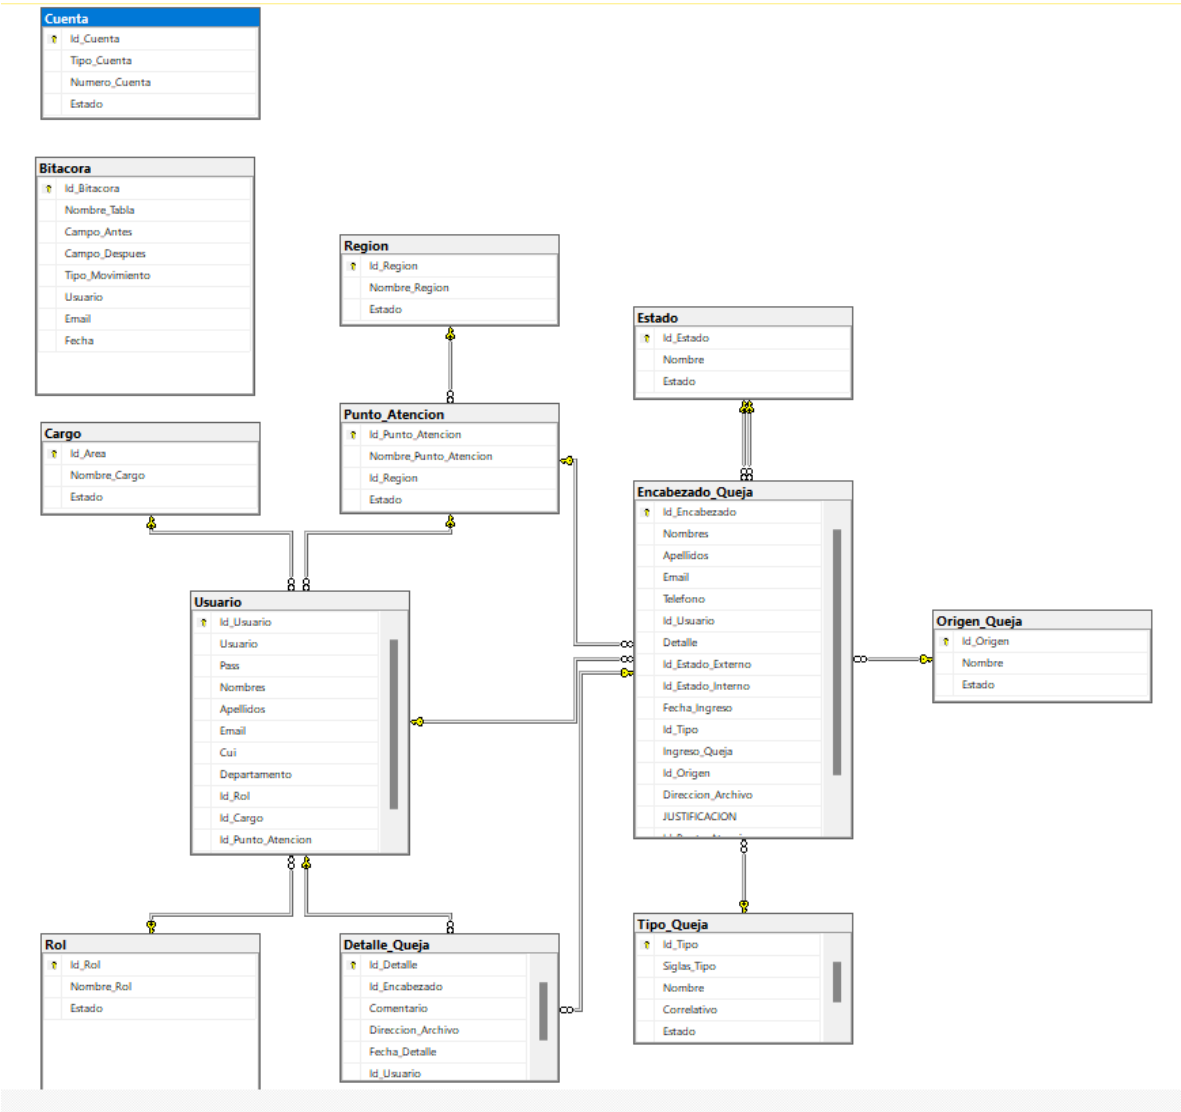 Cuenta
Id_Cuenta
Tipo_Cuenta
Numero_Cuenta
Estado
Bitacora
Id_Bitacora
Nombre_Tabla
Campo_Antes
Campo_Despues
Tipo_Movimiento
Usuario
Email
Fecha
Region
Id_Region
Nombre_Region
Estado
Estado
Id_Estado
Nombre
Estado
Cargo
Id_Area
Nombre_Cargo
Estado
Punto_Atencion
Id_Punto_Atencion
Nombre_Punto_Atencion
Id_Region
Estado
Encabezado_Queja
Id_Encabezado
Nombres
Apellidos
Email
Telefono
Id_Usuario
Detalle
Id_Estado_Externo
Id_Estado_Interno
Fecha_Ingreso
Id_Tipo
Ingreso_Queja
Id_Origen
Direccion_Archivo
JUSTIFICACION
Usuario
Id_Usuario
Usuario
Pass
Nombres
Apellidos
Email
Cui
Departamento
Id_Rol
Id_Cargo
Id_Punto_Atencion
Origen_Queja
Id_Origen
Nombre
Estado
Rol
Id_Rol
Nombre_Rol
Estado
Detalle_Queja
Id_Detalle
Id_Encabezado
Comentario
Direccion_Archivo
Fecha_Detalle
Id_Usuario
Tipo_Queja
Id_Tipo
Siglas_Tipo
Nombre
Correlativo
Estado